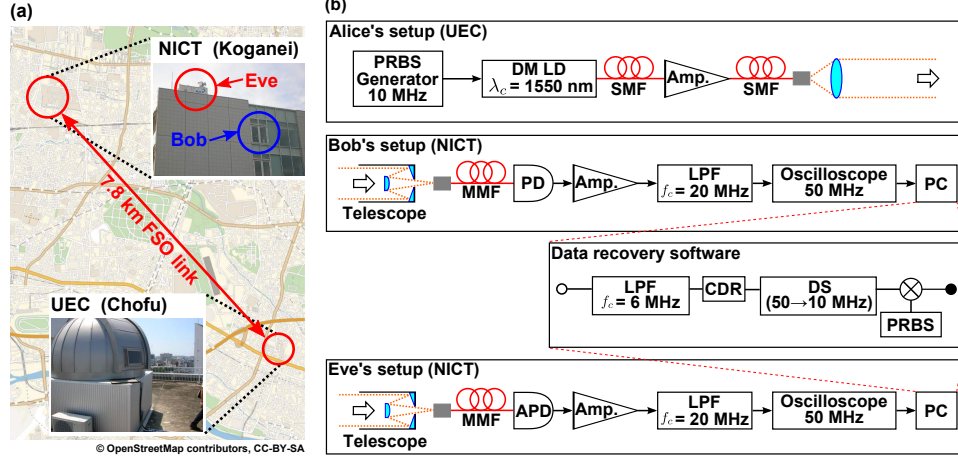 (a)
NICT (Koganei)
Eve
Bob
7.8 km FSO link
UEC (Chofu)
© OpenStreetMap contributors, CC-BY-SA
(b)
Alice's setup (UEC)
PRBS
Generator
10 MHz
DM LD
λc = 1550 nm
SMF
Amp.
SMF
Bob's setup (NICT)
Telescope
MMF
PD
Amp.
LPF
fc = 20 MHz
Oscilloscope
50 MHz
PC
Data recovery software
LPF
fc = 6 MHz
CDR
DS
(50→10 MHz)
PRBS
Eve's setup (NICT)
Telescope
MMF
APD
Amp.
LPF
fc = 20 MHz
Oscilloscope
50 MHz
PC